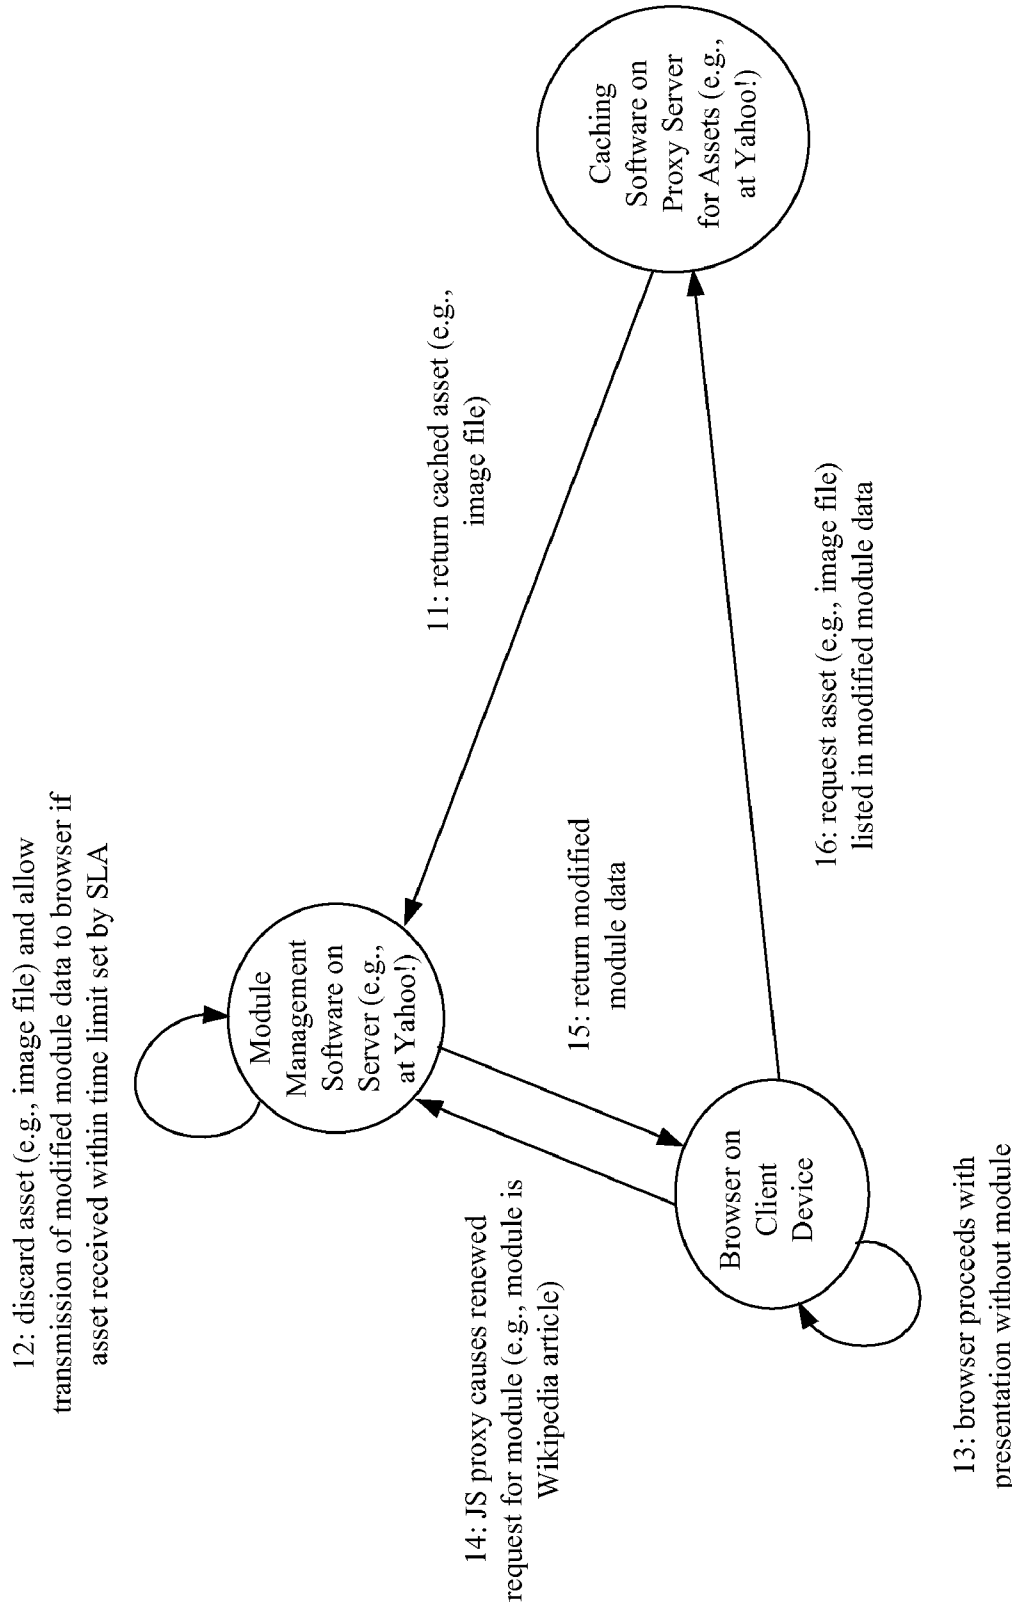 12: discard asset (e.g., image file) and allow
transmission of modified module data to browser if
asset received within time limit set by SLA
Module
Management
Software on
Server (e.g.,
at Yahoo!)
11: return cached asset (e.g.,
image file)
Caching
Software on
Proxy Server
for Assets (e.g.,
at Yahoo!)
14: JS proxy causes renewed
request for module (e.g., module is
Wikipedia article)
15: return modified
module data
Browser on
Client
Device
16: request asset (e.g., image file)
listed in modified module data
13: browser proceeds with
presentation without module